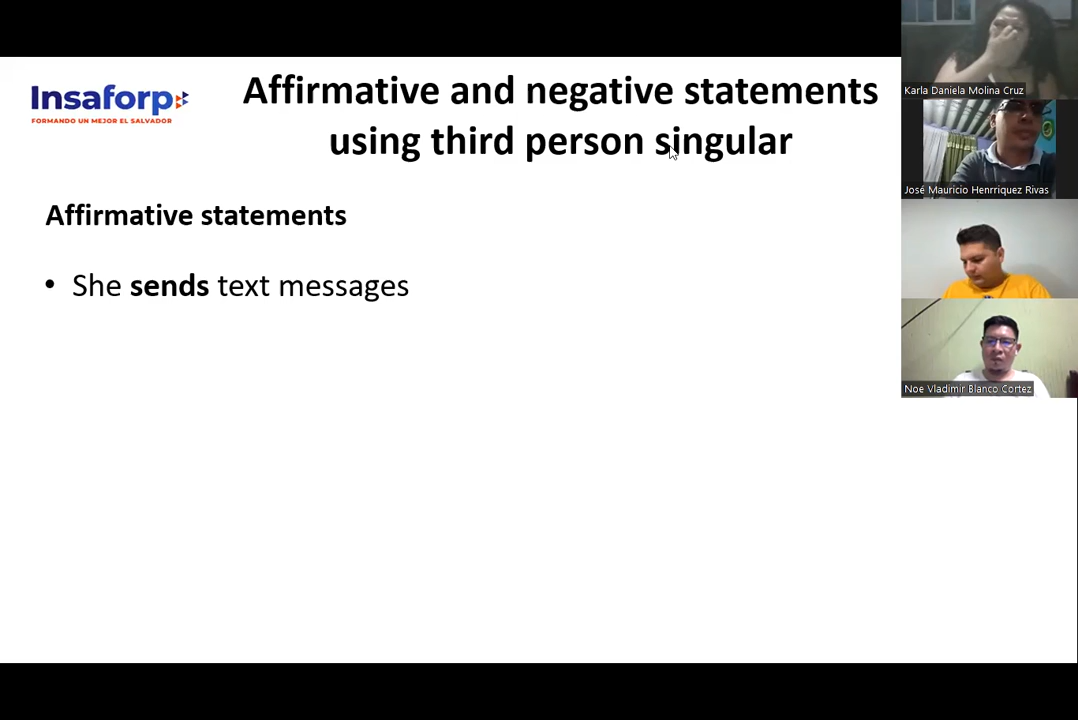 Insaforp
FORMANDO UN MEJOR EL SALVADOR
Affirmative and negative statements
using third person singular
Affirmative statements
• She sends text messages
Karla Daniela Molina Cruz
José Mauricio Henrriquez Rivas
Noe Vladimir Blanco Cortez